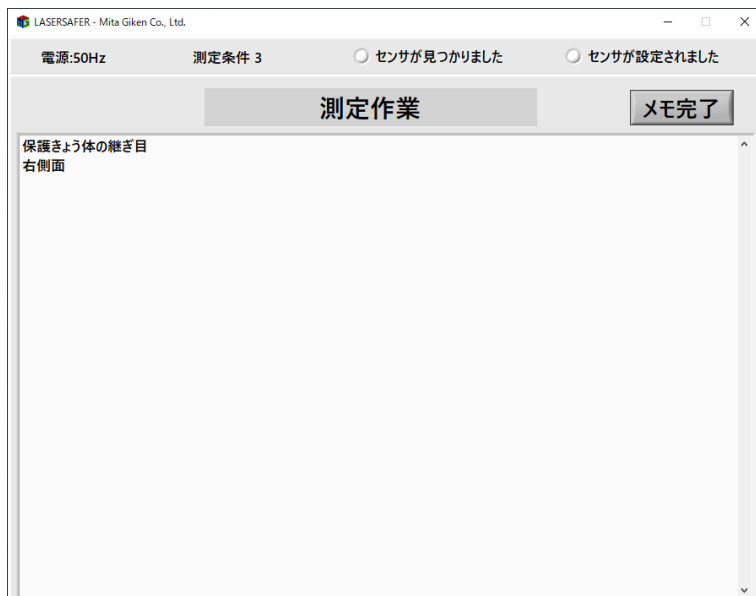 LASERSAFER - Mita Giken Co., Ltd.
電源:50Hz 測定条件 3 センサが見つかりました センサが設定されました
測定作業 メモ完了
保護きょう体の継ぎ目
右側面